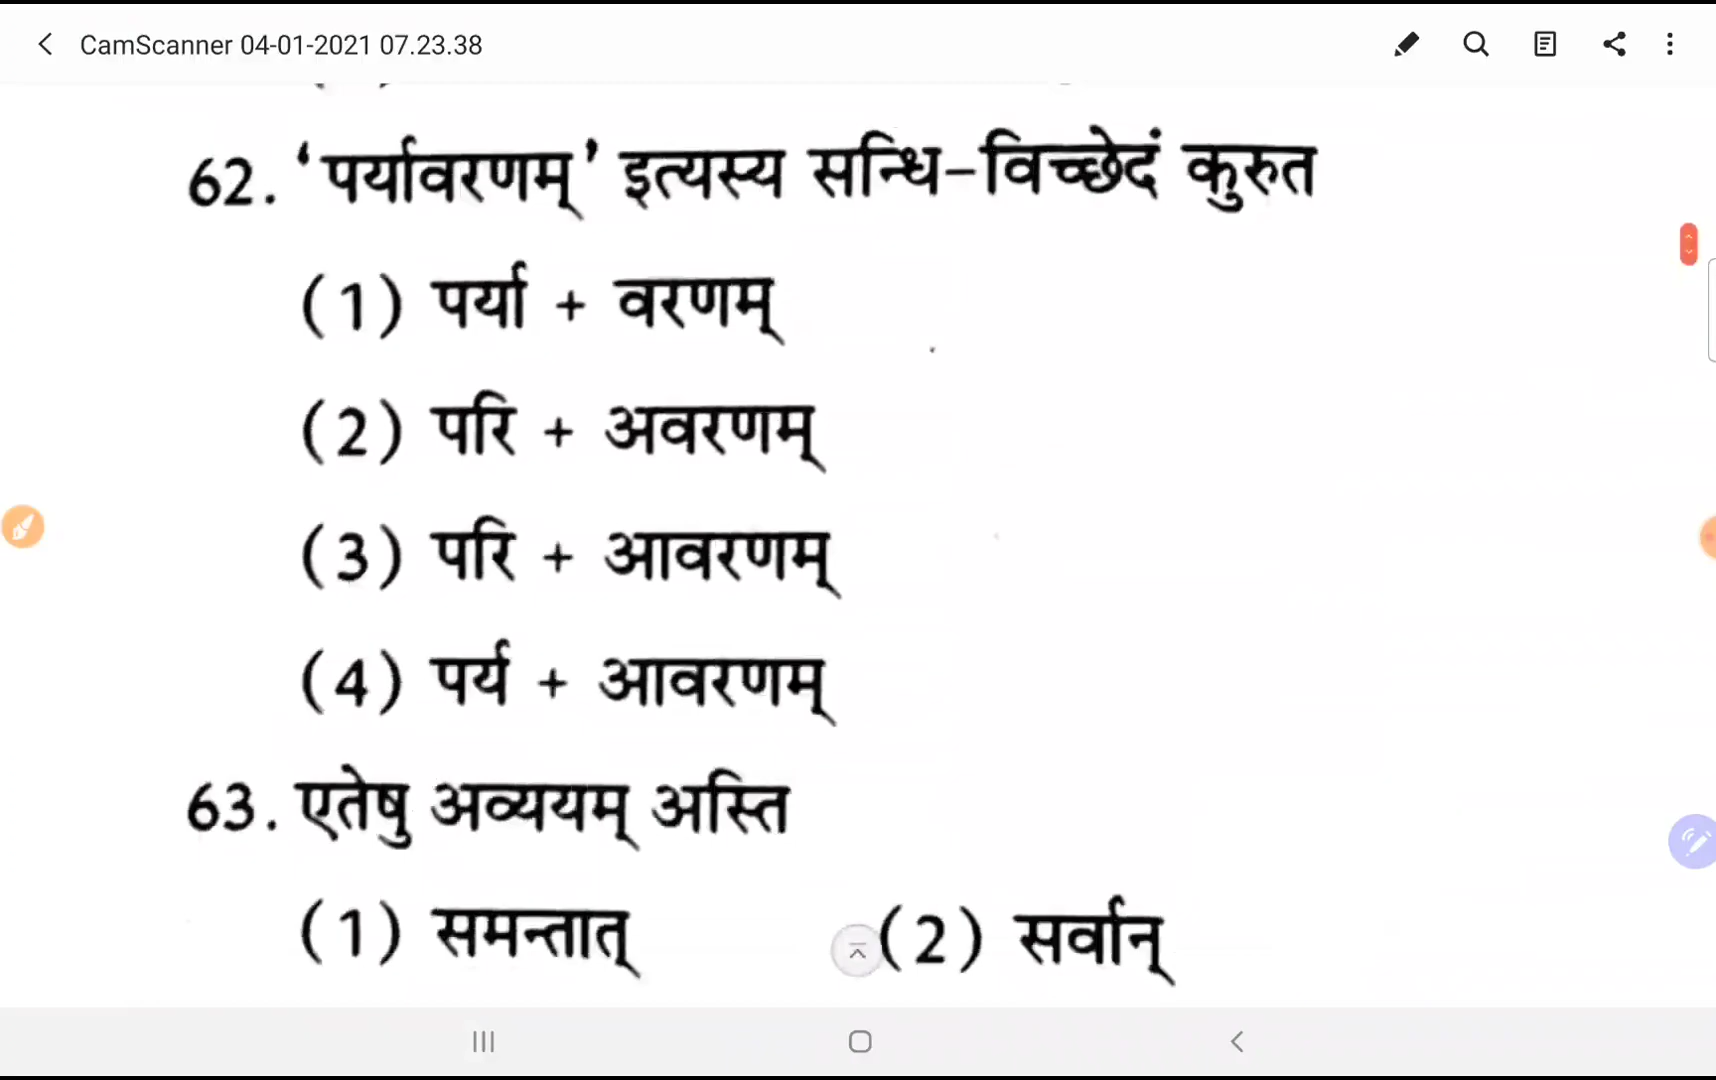 CamScanner 04-01-2021 07.23.38
62. 'पर्यावरणम्' इत्यस्य सन्धि-विच्छेदं कुरुत
(1) पर्या + वरणम्
(2) परि + अवरणम्
(3) परि + आवरणम्
(4) पर्य + आवरणम्
63. एतेषु अव्ययम् अस्ति
(1) समन्तात् (2) सर्वान्